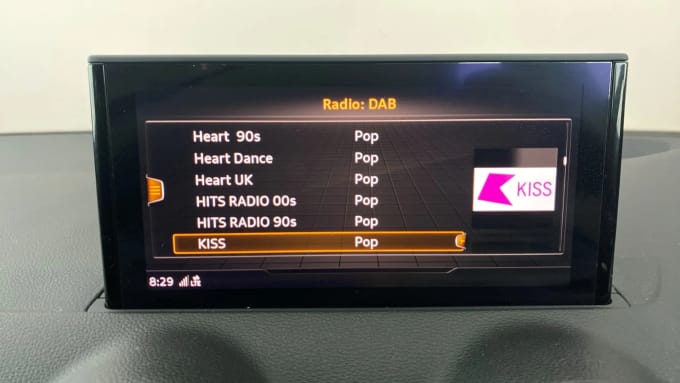 Radio: DAB
Heart 90s Pop
Heart Dance Pop
Heart UK Pop
HITS RADIO 00s Pop
HITS RADIO 90s Pop
KISS Pop
KISS
8:29 LTE